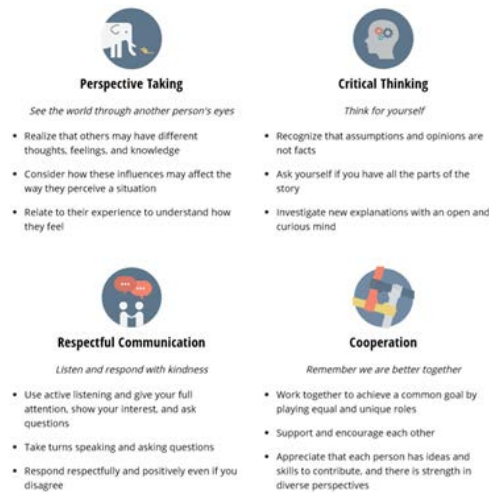 Perspective Taking
See the world through another person's eyes
• Realize that others may have different
thoughts, feelings, and knowledge
• Consider how these influences may affect the
way they perceive a situation
• Relate to their experience to understand how
they feel
Critical Thinking
Think for yourself
• Recognize that assumptions and opinions are
not facts
• Ask yourself if you have all the parts of the
story
• Investigate new explanations with an open and
curious mind
Respectful Communication
Listen and respond with kindness
• Use active listening and give your full
attention, show your interest, and ask
questions
• Take turns speaking and asking questions
• Respond respectfully and positively even if you
disagree
Cooperation
Remember we are better together
• Work together to achieve a common goal by
playing equal and unique roles
• Support and encourage each other
• Appreciate that each person has ideas and
skills to contribute, and there is strength in
diverse perspectives